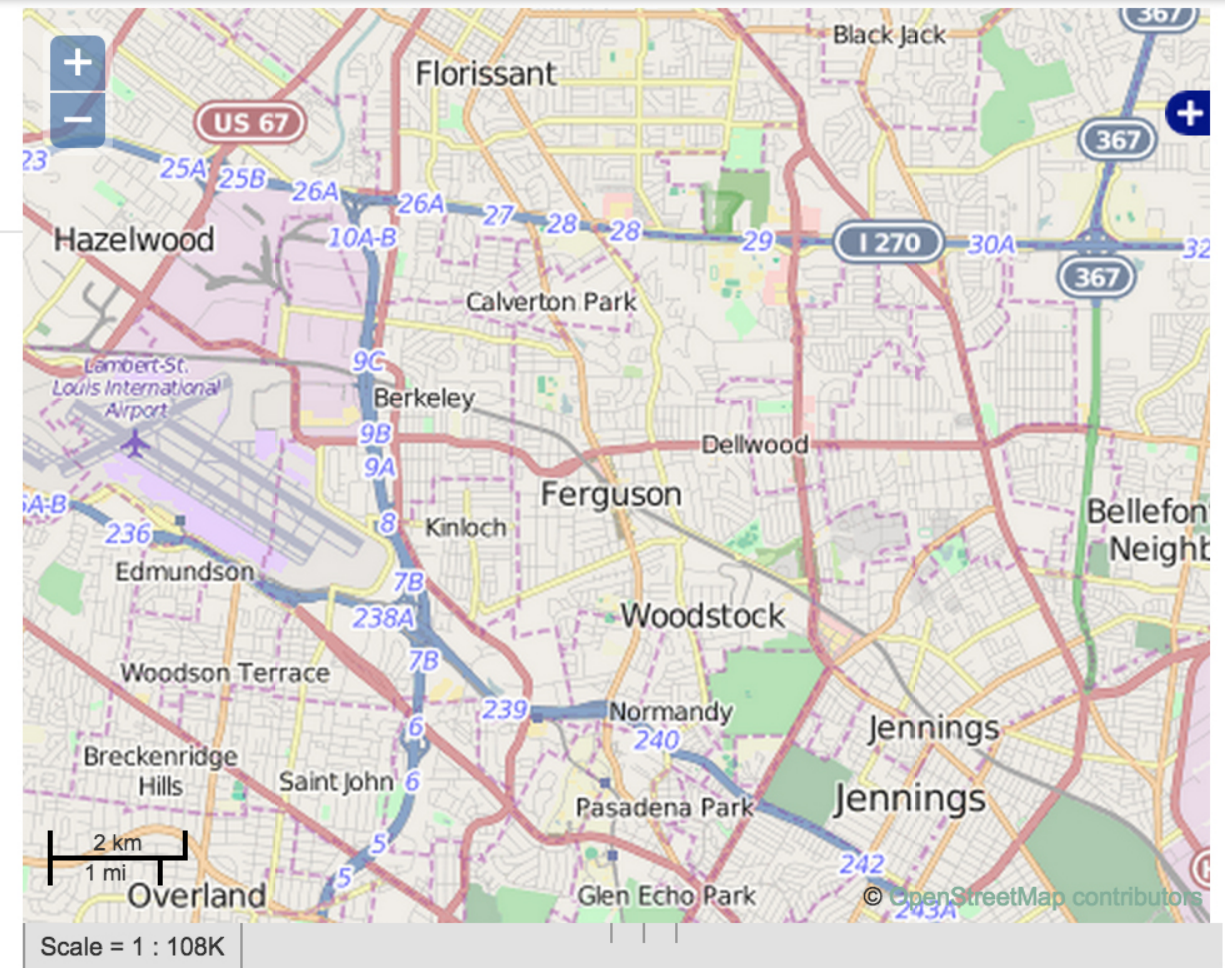 367
Black Jack
+
Florissant
−
+
US 67
367
23
25A
25B
26A
26A
27
28
28
29
10A-B
I 270
30A
32
Hazelwood
367
Calverton Park
Lambert-St.
Louis International
Airport
9C
Berkeley
9B
Dellwood
9A
Ferguson
5A-B
236
8
Kinloch
Bellefon
Neighb
Edmundson
7B
238A
Woodstock
7B
Woodson Terrace
239
Normandy
6
240
Jennings
Breckenridge
Hills
Saint John
6
Pasadena Park
Jennings
2 km
1 mi
5
5
242
Overland
Glen Echo Park
© OpenStreetMap contributors
243A
Scale = 1 : 108K